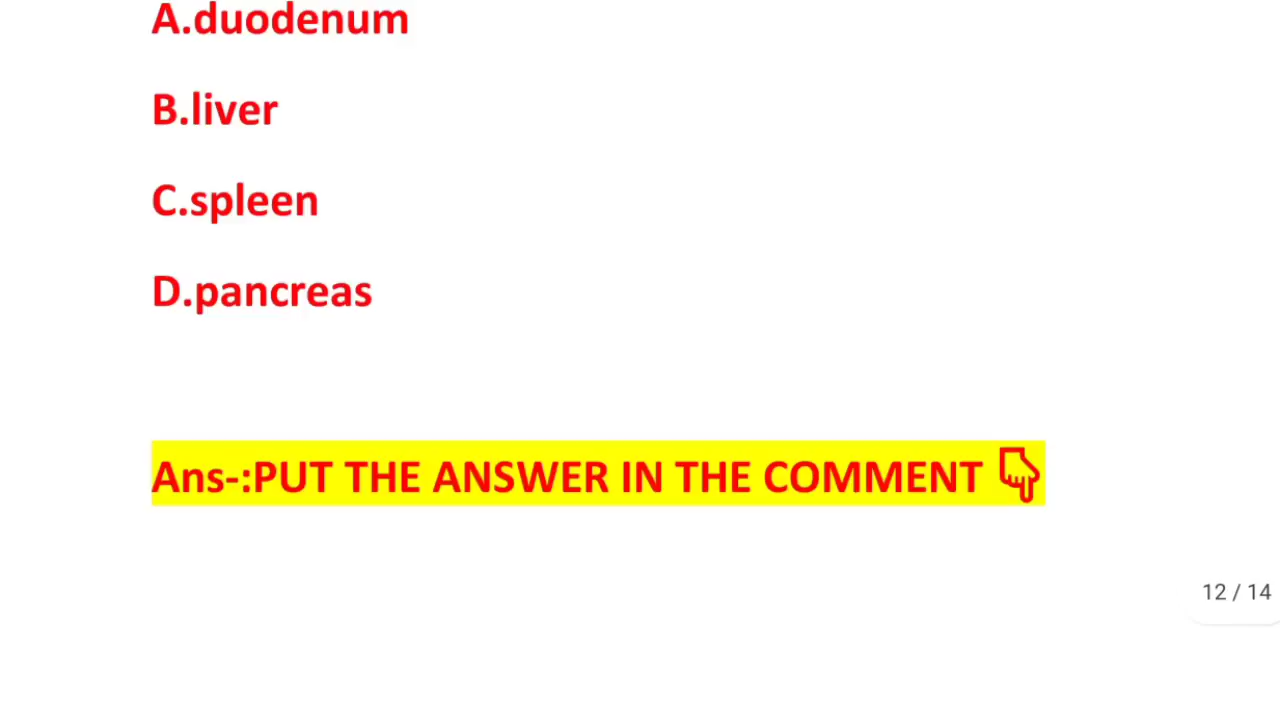 A.duodenum
B.liver
C.spleen
D.pancreas
Ans-:PUT THE ANSWER IN THE COMMENT 👇
12 / 14